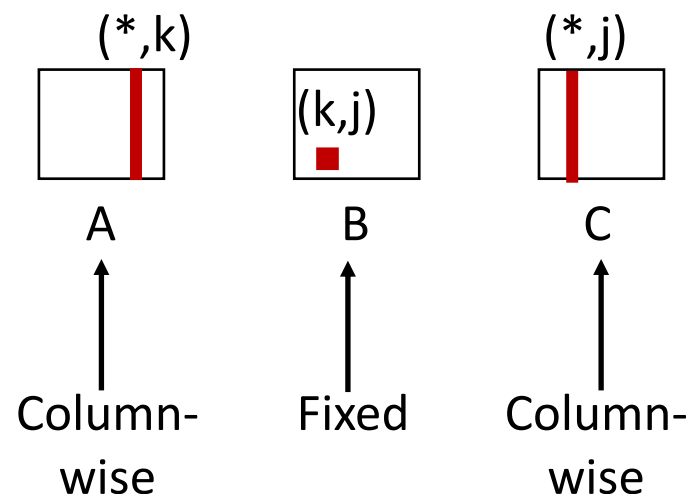 (*,k)
(*,j)
(k,j)
A
B
C
Column-
wise
Fixed
Column-
wise